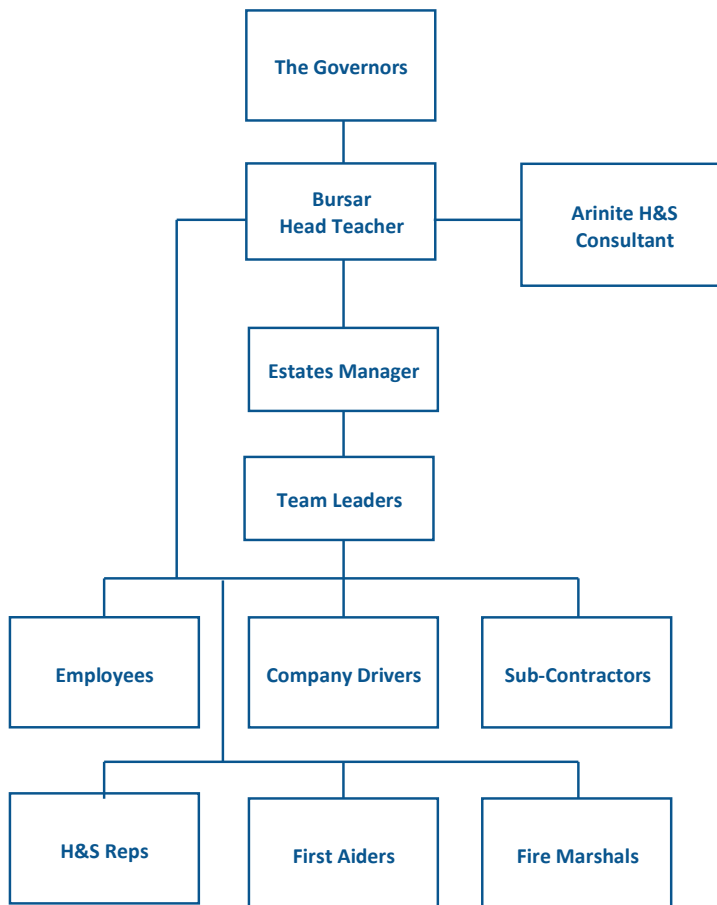 The Governors
Bursar
Head Teacher
Arinite H&S
Consultant
Estates Manager
Team Leaders
Employees
Company Drivers
Sub-Contractors
H&S Reps
First Aiders
Fire Marshals